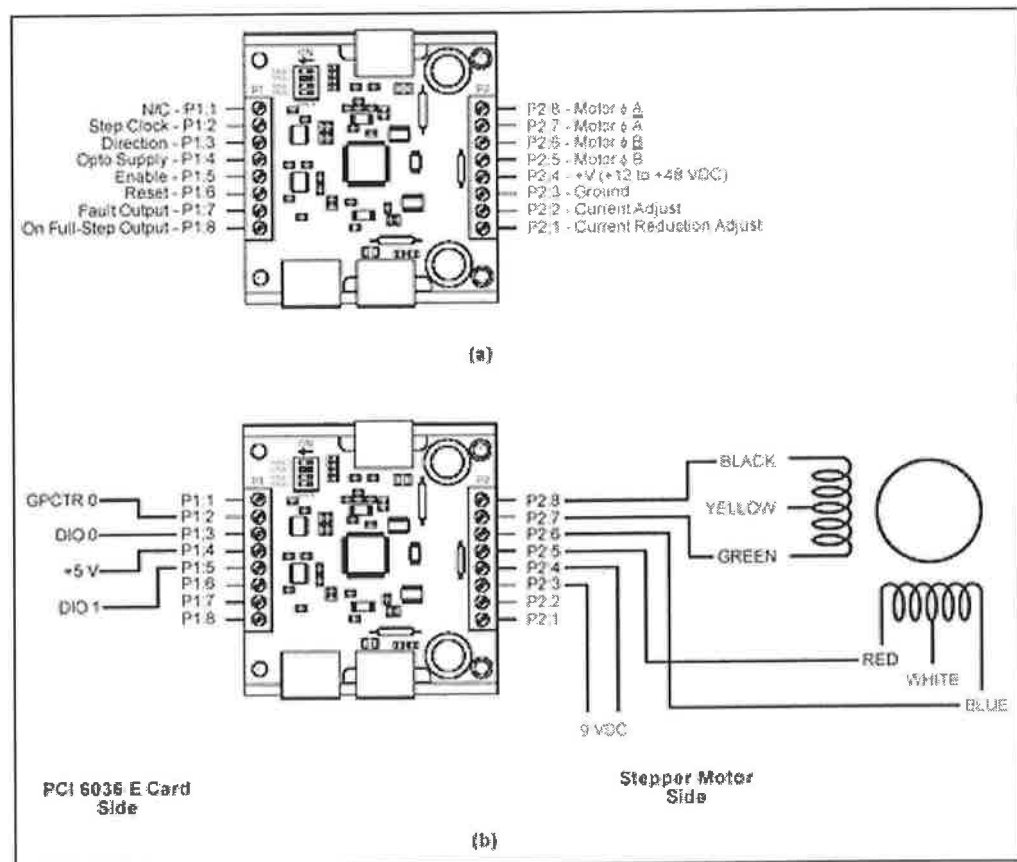 N/C - P1:1
Step Clock - P1:2
Direction - P1:3
Opto Supply - P1:4
Enable - P1:5
Reset - P1:6
Fault Output - P1:7
On Full-Step Output - P1:8
P1
P2
P2:8 - Motor ϕ A
P2:7 - Motor ϕ A
P2:6 - Motor ϕ B
P2:5 - Motor ϕ B
P2:4 - +V (+12 to +48 VDC)
P2:3 - Ground
P2:2 - Current Adjust
P2:1 - Current Reduction Adjust
(a)
GPCTR 0
DIO 0
+5 V
DIO 1
P1:1
P1:2
P1:3
P1:4
P1:5
P1:6
P1:7
P1:8
P2
P2:8
P2:7
P2:6
P2:5
P2:4
P2:3
P2:2
P2:1
BLACK
YELLOW
GREEN
RED
WHITE
BLUE
9 VDC
PCI 6036 E Card
Side
Stepper Motor
Side
(b)